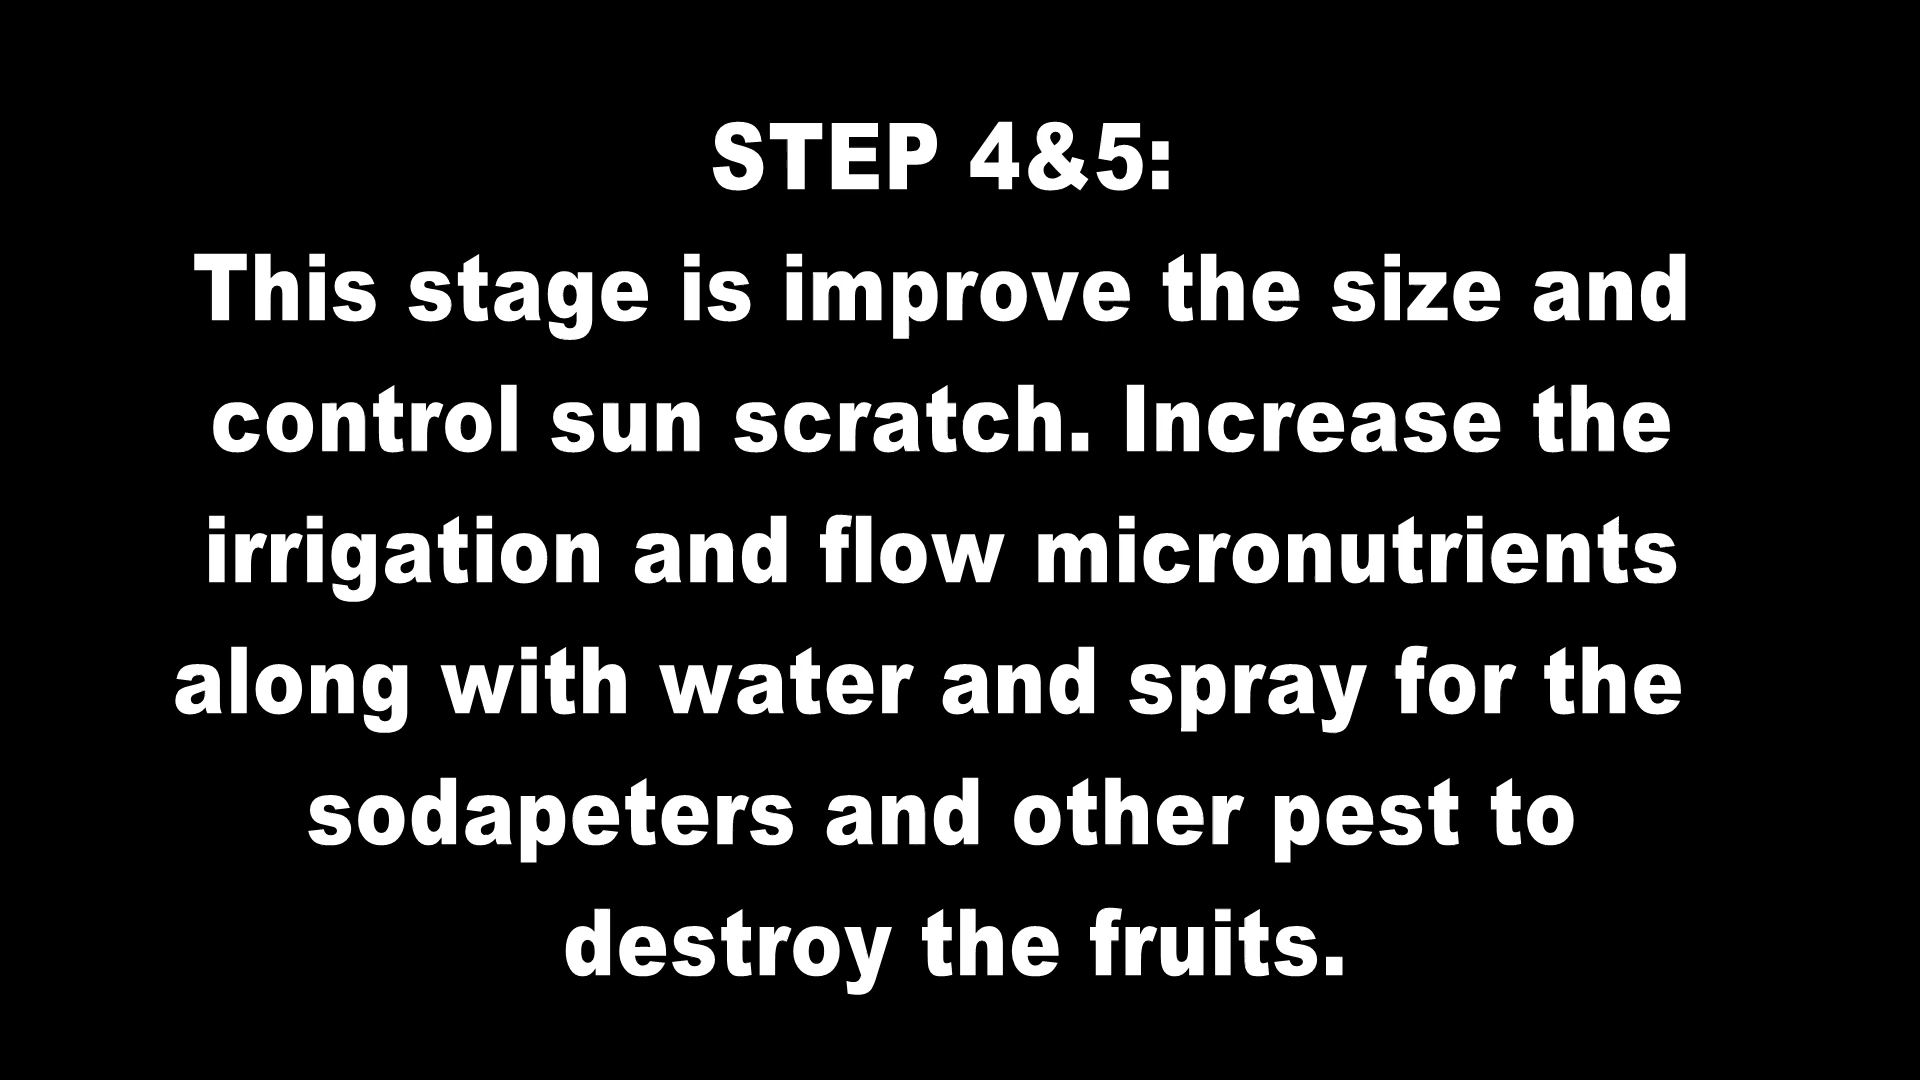 STEP 4&5:
This stage is improve the size and
control sun scratch. Increase the
irrigation and flow micronutrients
along with water and spray for the
sodapeters and other pest to
destroy the fruits.